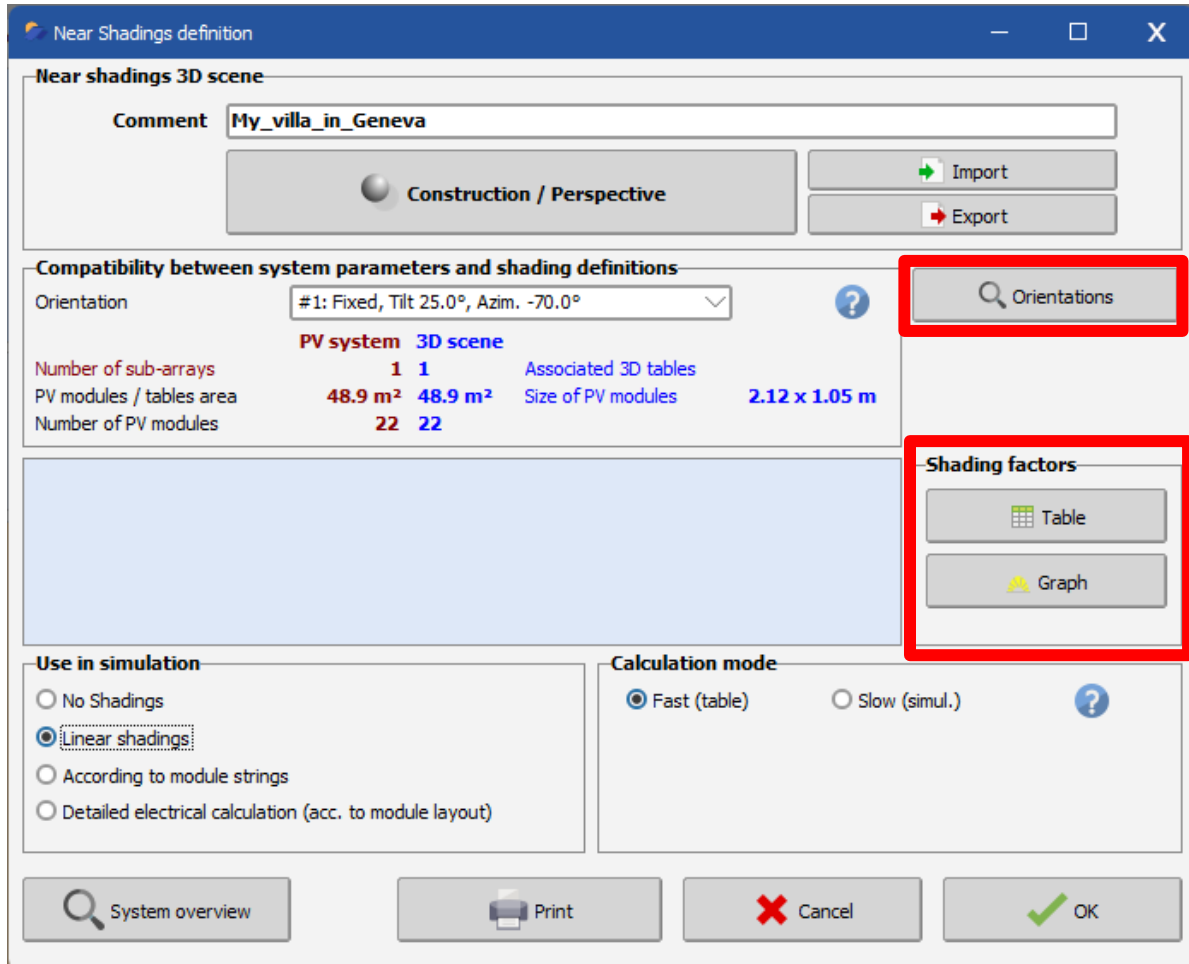 Near Shadings definition
Near shadings 3D scene
Comment My_villa_in_Geneva
Construction / Perspective
Import
Export
Compatibility between system parameters and shading definitions
Orientation #1: Fixed, Tilt 25.0°, Azim. -70.0°
Orientations
PV system 3D scene
Number of sub-arrays 1 1 Associated 3D tables
PV modules / tables area 48.9 m² 48.9 m² Size of PV modules 2.12 x 1.05 m
Number of PV modules 22 22
Shading factors
Table
Graph
Use in simulation
No Shadings
Linear shadings
According to module strings
Detailed electrical calculation (acc. to module layout)
Calculation mode
Fast (table) Slow (simul.)
System overview Print Cancel OK